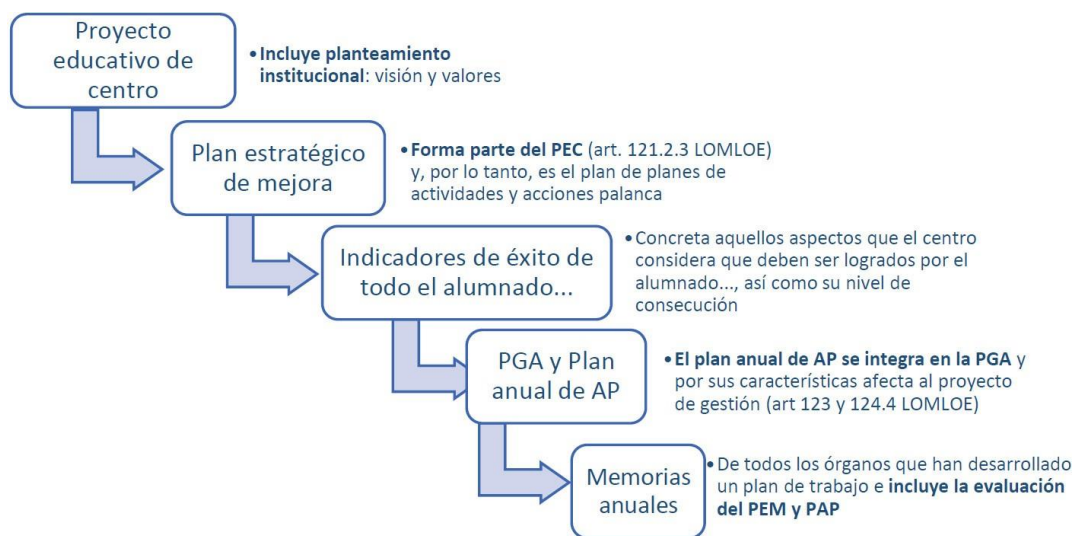 Proyecto
educativo de
centro
•Incluye planteamiento
institucional: visión y valores
Plan estratégico
de mejora
•Forma parte del PEC (art. 121.2.3 LOMLOE)
y, por lo tanto, es el plan de planes de
actividades y acciones palanca
Indicadores de éxito de
todo el alumnado...
•Concreta aquellos aspectos que el centro
considera que deben ser logrados por el
alumnado..., así como su nivel de
consecución
PGA y Plan
anual de AP
•El plan anual de AP se integra en la PGA y
por sus características afecta al proyecto
de gestión (art 123 y 124.4 LOMLOE)
Memorias
anuales
•De todos los órganos que han desarrollado
un plan de trabajo e incluye la evaluación
del PEM y PAP